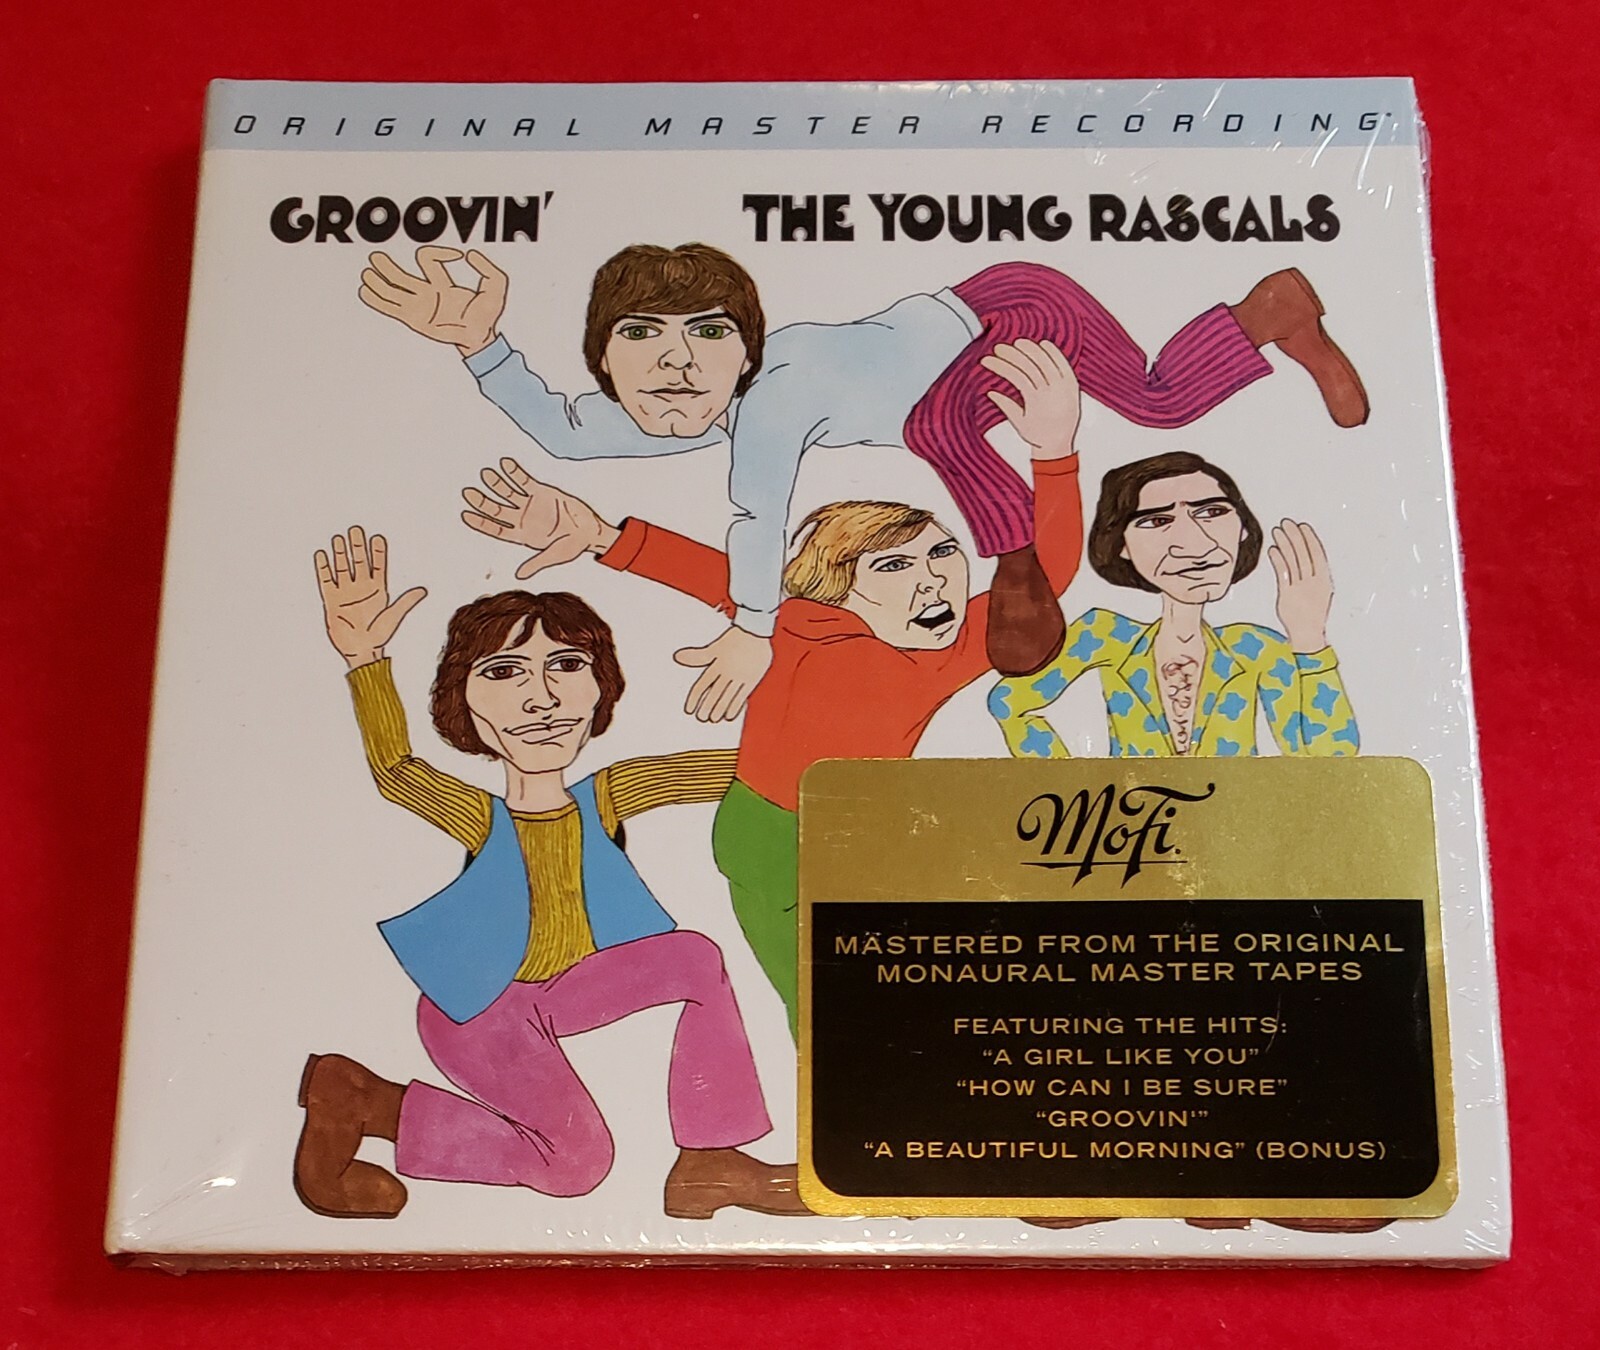 ORIGINAL MASTER RECORDING
GROOVIN' THE YOUNG RASCALS
MoFi.
MASTERED FROM THE ORIGINAL
MONAURAL MASTER TAPES
FEATURING THE HITS:
“A GIRL LIKE YOU”
“HOW CAN I BE SURE”
“GROOVIN'”
“A BEAUTIFUL MORNING” (BONUS)